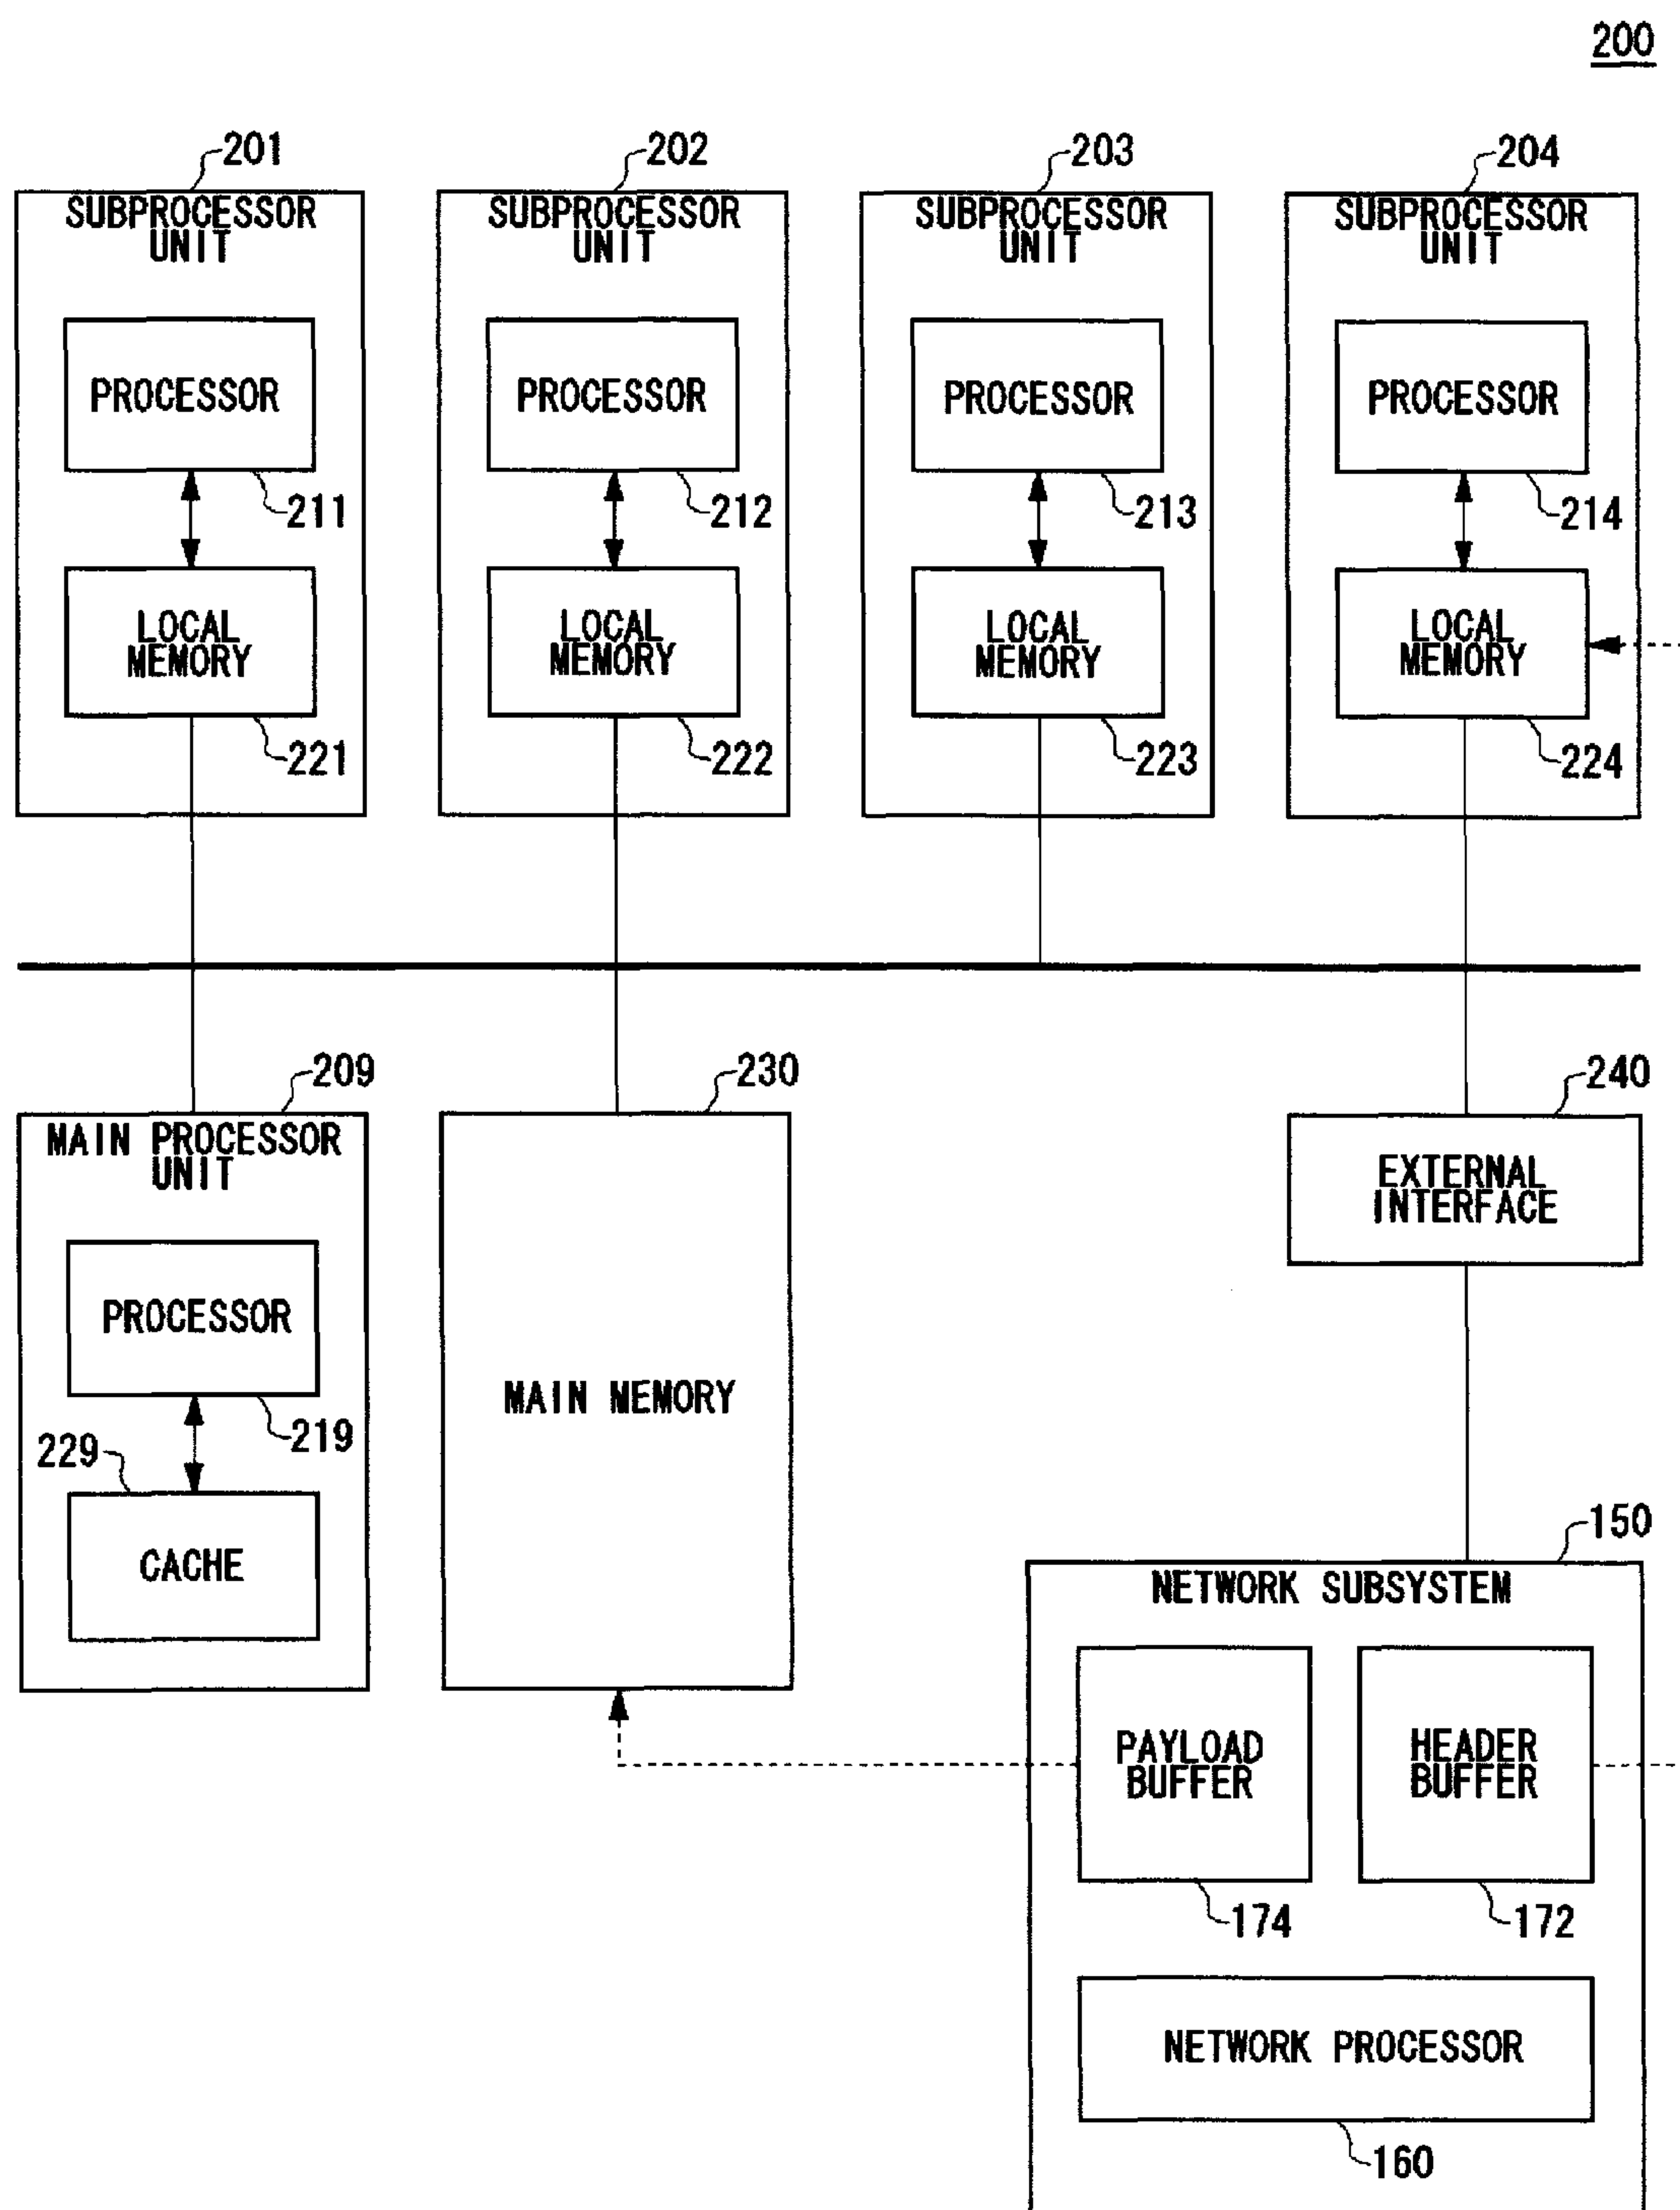 200
201
202
203
204
SUBPROCESSOR
UNIT
SUBPROCESSOR
UNIT
SUBPROCESSOR
UNIT
SUBPROCESSOR
UNIT
PROCESSOR
PROCESSOR
PROCESSOR
PROCESSOR
211
212
213
214
LOCAL
MEMORY
LOCAL
MEMORY
LOCAL
MEMORY
LOCAL
MEMORY
221
222
223
224
209
230
240
MAIN PROCESSOR
UNIT
EXTERNAL
INTERFACE
PROCESSOR
MAIN MEMORY
219
229
CACHE
150
NETWORK SUBSYSTEM
PAYLOAD
BUFFER
HEADER
BUFFER
174
172
NETWORK PROCESSOR
160